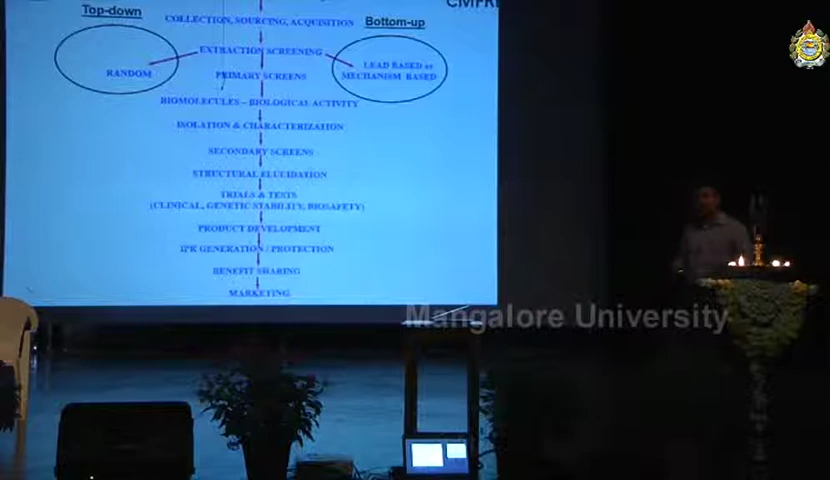 CMFRI
Top-down
Bottom-up
COLLECTION, SOURCING, ACQUISITION
EXTRACTION SCREENING
RANDOM
LEAD BASED or
MECHANISM BASED
PRIMARY SCREENS
BIOMOLECULES – BIOLOGICAL ACTIVITY
ISOLATION & CHARACTERIZATION
SECONDARY SCREENS
STRUCTURAL ELUCIDATION
TRIALS & TESTS
(CLINICAL, GENETIC STABILITY, BIOSAFETY)
PRODUCT DEVELOPMENT
IPR GENERATION / PROTECTION
BENEFIT SHARING
MARKETING
Mangalore University